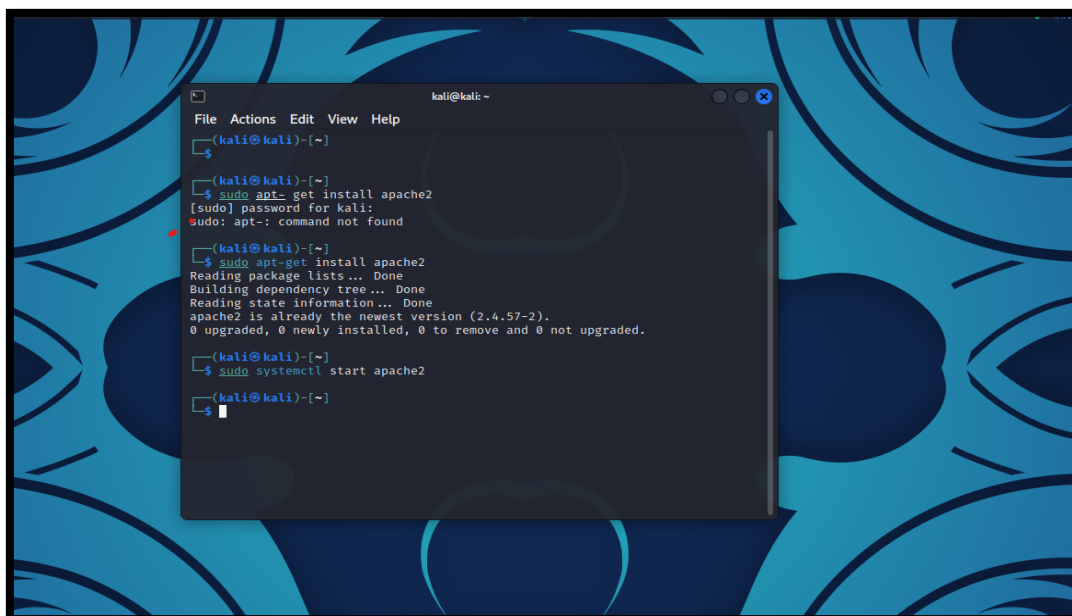 kali@kali: ~
File Actions Edit View Help
┌──(kali㉿kali)-[~]
└─$
┌──(kali㉿kali)-[~]
└─$ sudo apt- get install apache2
[sudo] password for kali:
sudo: apt-: command not found
┌──(kali㉿kali)-[~]
└─$ sudo apt-get install apache2
Reading package lists... Done
Building dependency tree... Done
Reading state information... Done
apache2 is already the newest version (2.4.57-2).
0 upgraded, 0 newly installed, 0 to remove and 0 not upgraded.
┌──(kali㉿kali)-[~]
└─$ sudo systemctl start apache2
┌──(kali㉿kali)-[~]
└─$